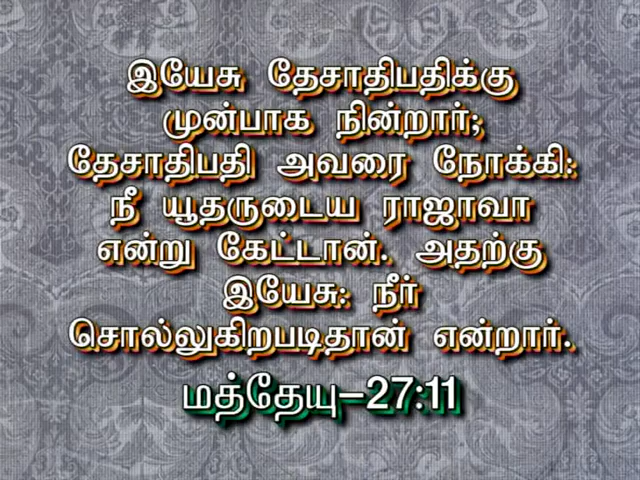 இயேசு தேசாதிபதிக்கு
முன்பாக நின்றார்;
தேசாதிபதி அவரை நோக்கி:
நீ யூதருடைய ராஜாவா
என்று கேட்டான். அதற்கு
இயேசு: நீர்
சொல்லுகிறபடிதான் என்றார்.
மத்தேயு–27:11